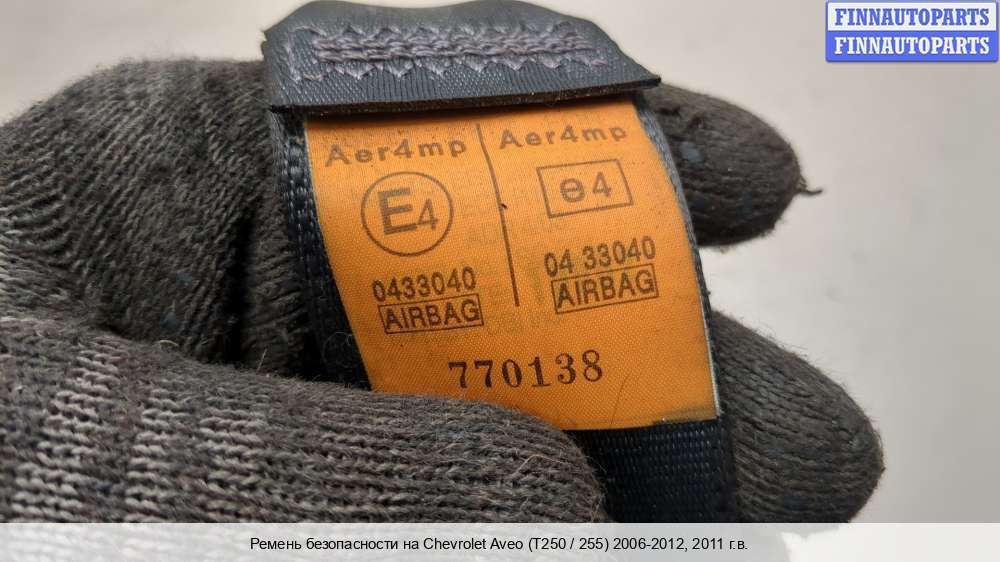 FINNAUTOPARTS
FINNAUTOPARTS
Aer4mp Aer4mp
E4 e4
0433040 04 33040
AIRBAG AIRBAG
770138
Ремень безопасности на Chevrolet Aveo (T250 / 255) 2006-2012, 2011 г.в.